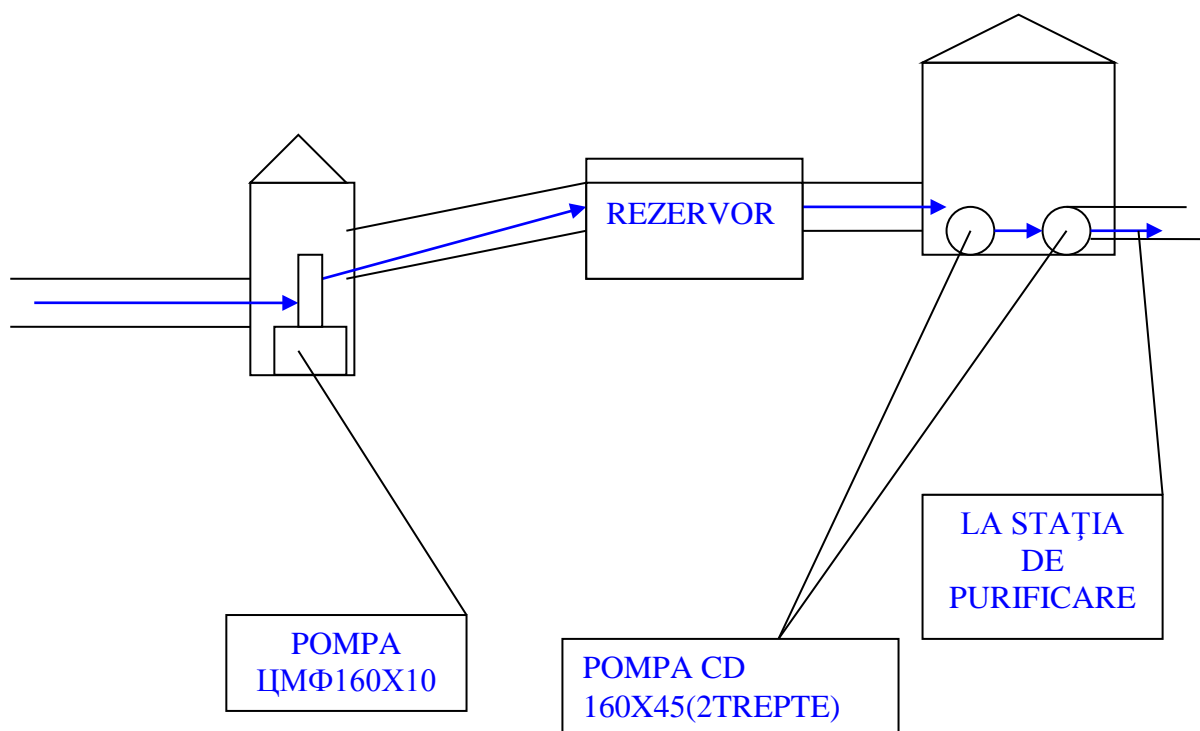 REZERVOR
LA STAŢIA
DE
PURIFICARE
POMPA
ЦМФ160X10
POMPA CD
160X45(2TREPTE)